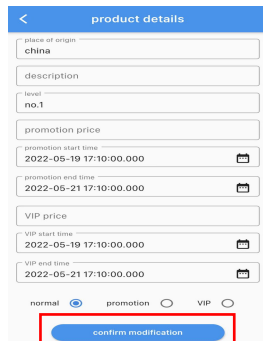 product details
place of origin
china
description
level
no.1
promotion price
promotion start time
2022-05-19 17:10:00.000
promotion end time
2022-05-21 17:10:00.000
VIP price
VIP start time
2022-05-19 17:10:00.000
VIP end time
2022-05-21 17:10:00.000
normal promotion VIP
confirm modification